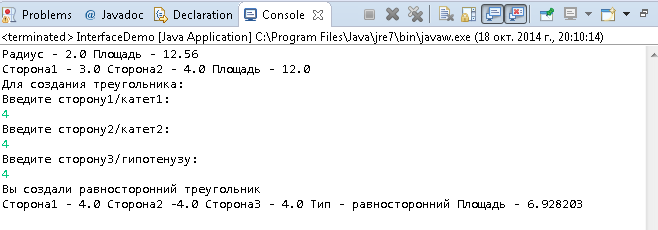 Problems @ Javadoc Declaration Console
<terminated> InterfaceDemo [Java Application] C:\Program Files\Java\jre7\bin\javaw.exe (18 окт. 2014 г., 20:10:14)
Радиус - 2.0 Площадь - 12.56
Сторона1 - 3.0 Сторона2 - 4.0 Площадь - 12.0
Для создания треугольника:
Введите сторону1/катет1:
4
Введите сторону2/катет2:
4
Введите сторону3/гипотенузу:
4
Вы создали равносторонний треугольник
Сторона1 - 4.0 Сторона2 -4.0 Сторона3 - 4.0 Тип - равносторонний Площадь - 6.928203